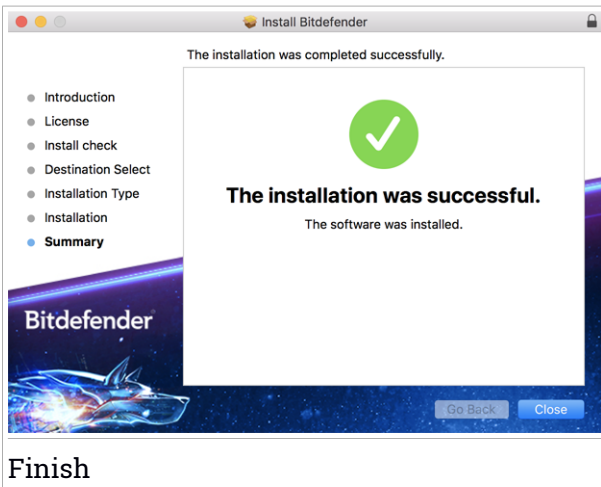 Install Bitdefender
The installation was completed successfully.
Introduction
License
Install check
Destination Select
Installation Type
Installation
Summary
The installation was successful.
The software was installed.
Bitdefender
Go Back
Close
Finish